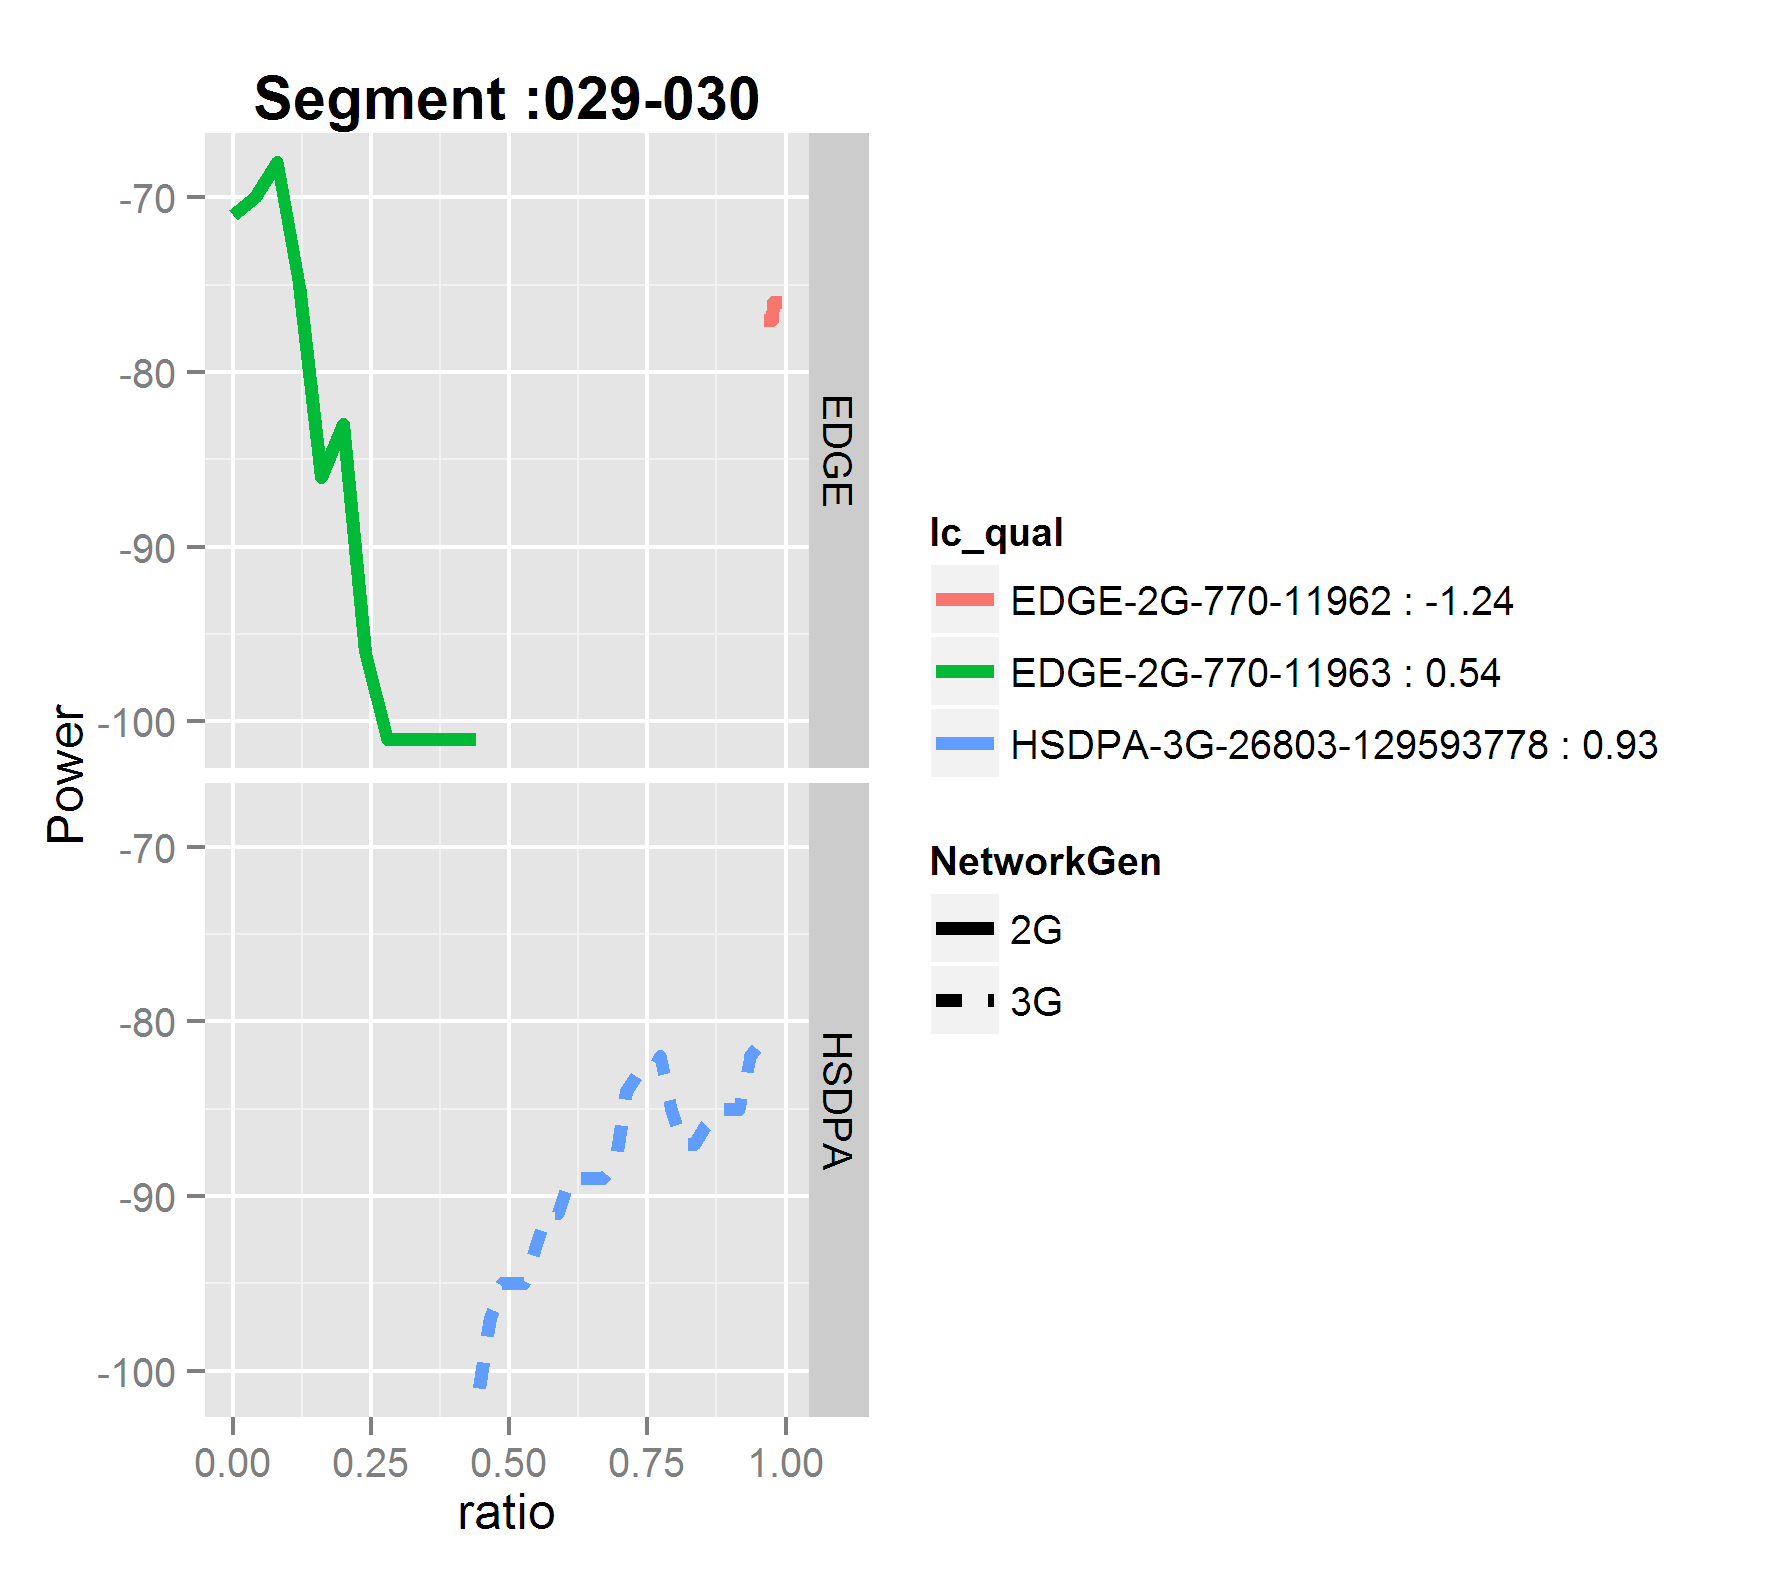 Segment :029-030
Power
-70
-80
-90
-100
EDGE
-70
-80
-90
-100
HSDPA
0.00 0.25 0.50 0.75 1.00
ratio
lc_qual
EDGE-2G-770-11962 : -1.24
EDGE-2G-770-11963 : 0.54
HSDPA-3G-26803-129593778 : 0.93
NetworkGen
2G
3G